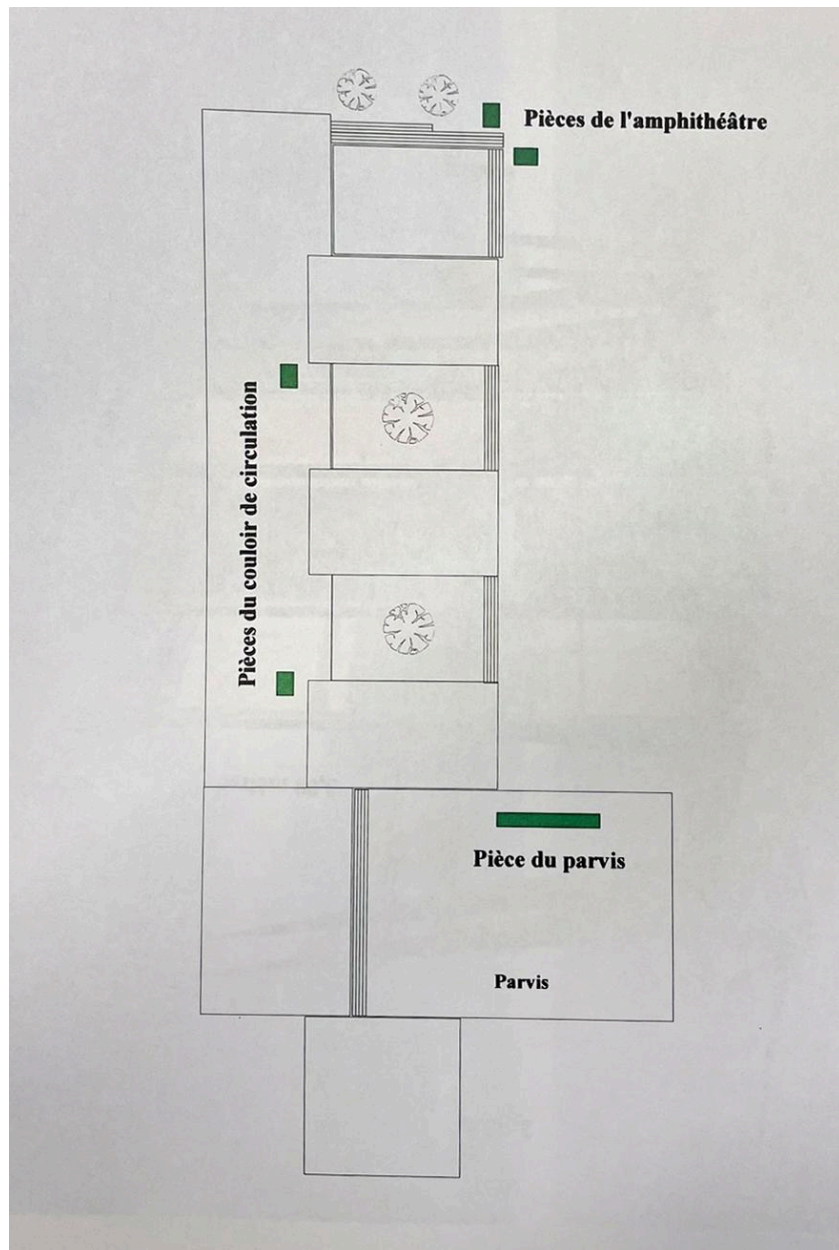 Pièces de l'amphithéâtre
Pièces du couloir de circulation
Pièce du parvis
Parvis